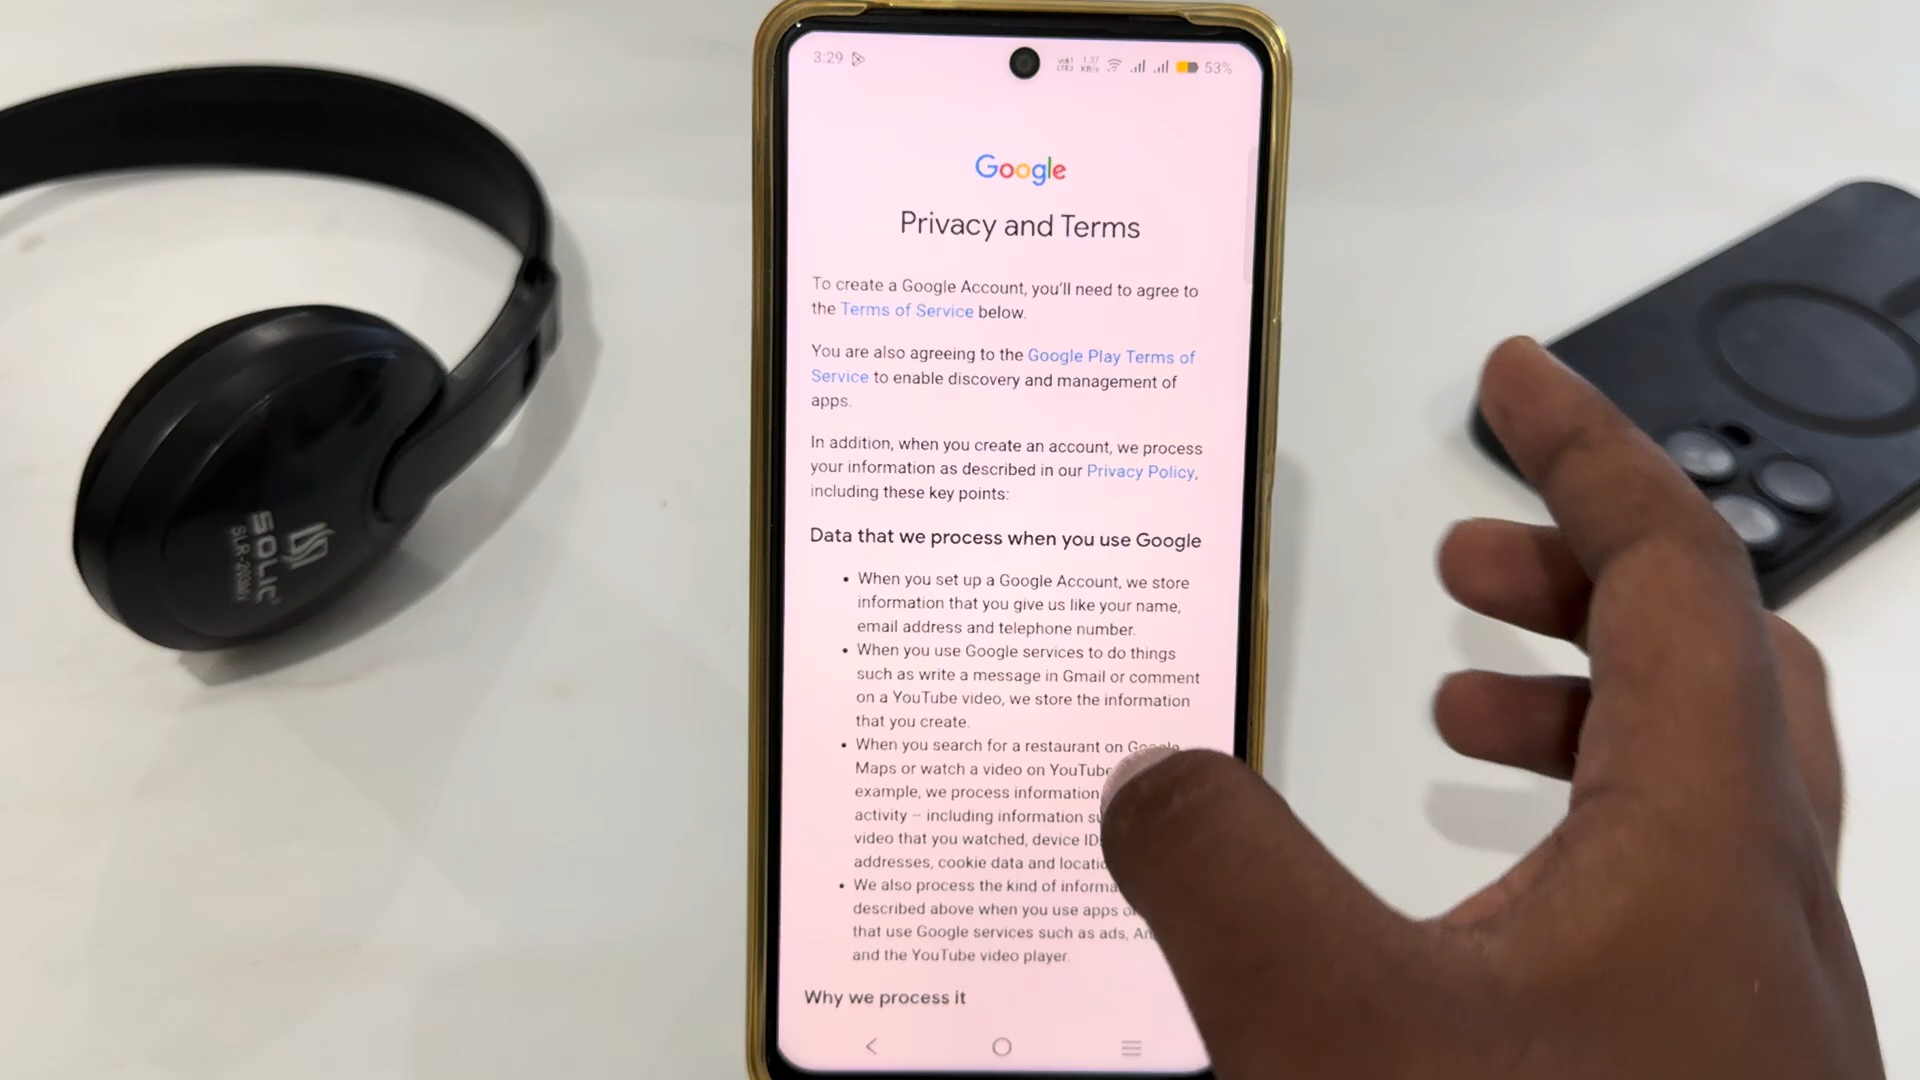 3:29
VoLTE2 1.37 KB/s 53%
Google
Privacy and Terms
To create a Google Account, you'll need to agree to
the Terms of Service below.
You are also agreeing to the Google Play Terms of
Service to enable discovery and management of
apps.
In addition, when you create an account, we process
your information as described in our Privacy Policy,
including these key points:
Data that we process when you use Google
• When you set up a Google Account, we store
information that you give us like your name,
email address and telephone number.
• When you use Google services to do things
such as write a message in Gmail or comment
on a YouTube video, we store the information
that you create.
• When you search for a restaurant on Google
Maps or watch a video on YouTube
example, we process information
activity – including information
video that you watched, device
addresses, cookie data and
• We also process the kind of
described above when you use apps
that use Google services such as ads,
and the YouTube video player.
Why we process it
SOLIC